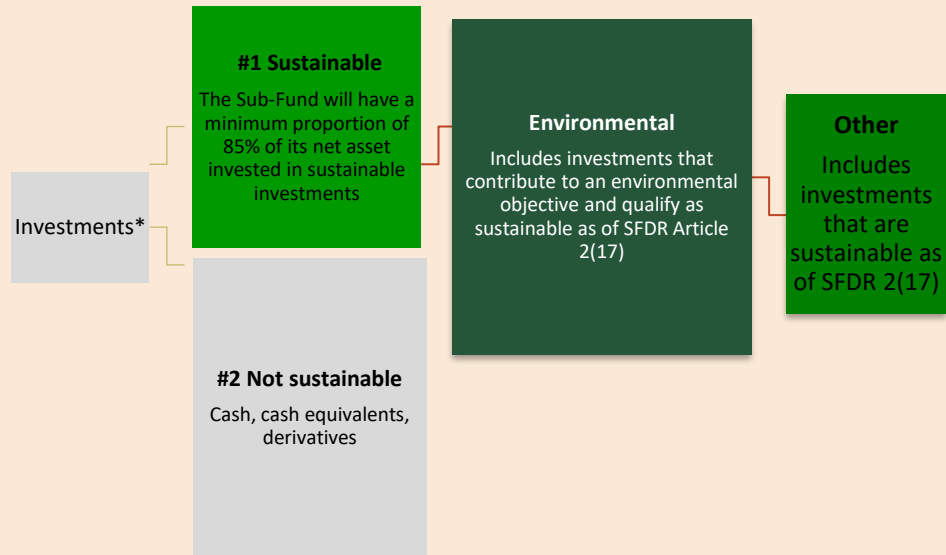 Investments*
#1 Sustainable
The Sub-Fund will have a
minimum proportion of
85% of its net asset
invested in sustainable
investments
#2 Not sustainable
Cash, cash equivalents,
derivatives
Environmental
Includes investments that
contribute to an environmental
objective and qualify as
sustainable as of SFDR Article
2(17)
Other
Includes
investments
that are
sustainable as
of SFDR 2(17)